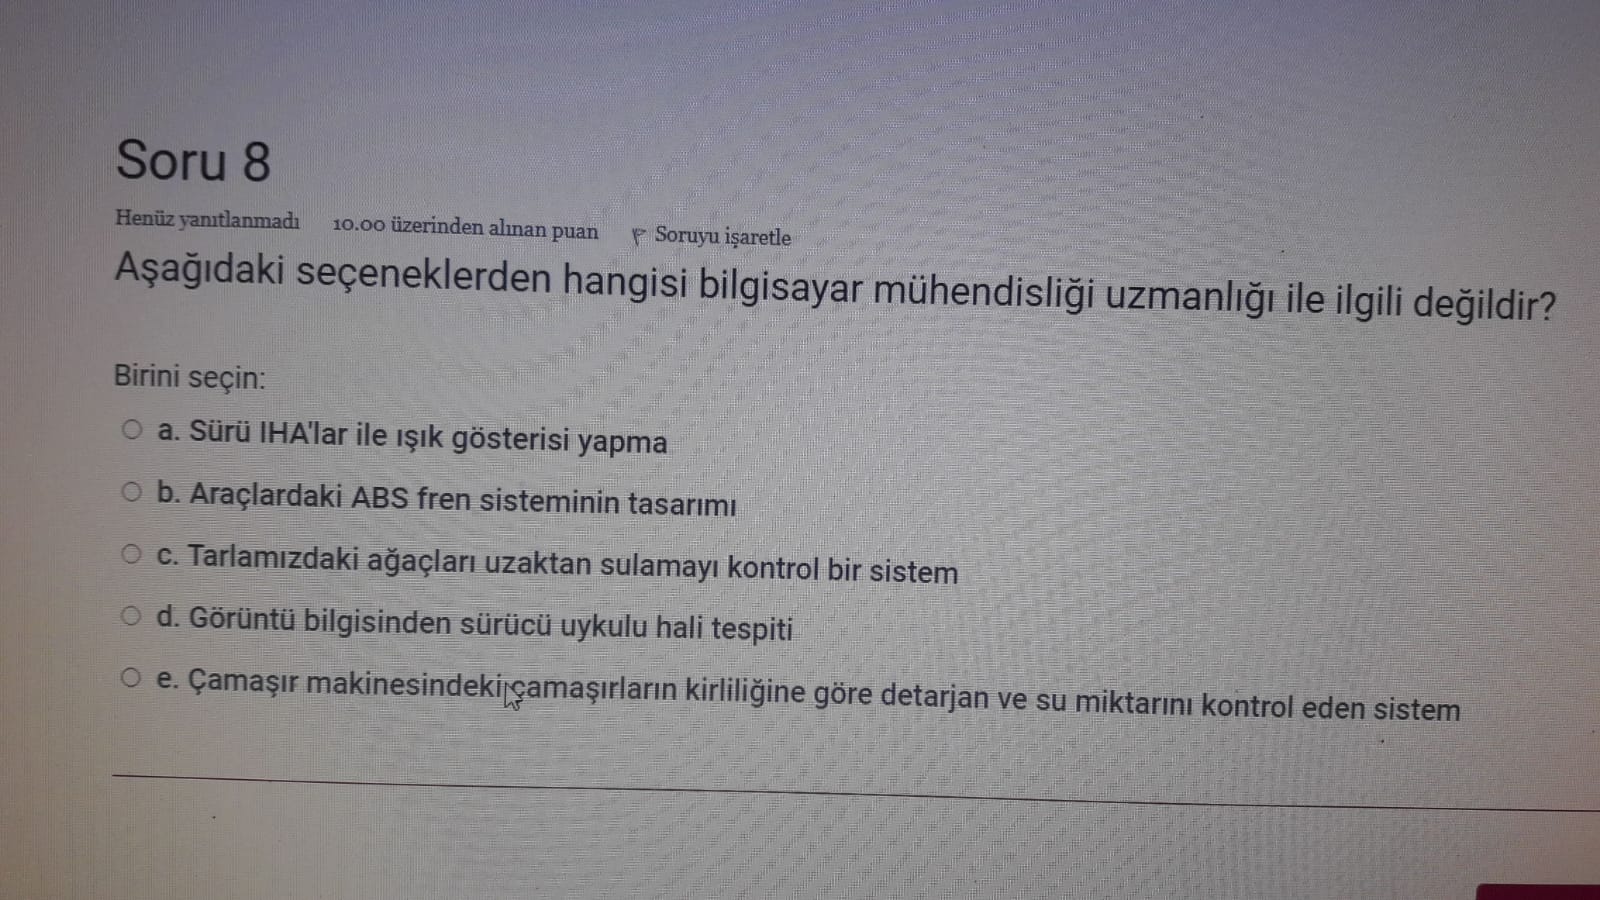 Soru 8
Henüz yanıtlanmadı 10.00 üzerinden alınan puan Soruyu işaretle
Aşağıdaki seçeneklerden hangisi bilgisayar mühendisliği uzmanlığı ile ilgili değildir?
Birini seçin:
a. Sürü IHA'lar ile ışık gösterisi yapma
b. Araçlardaki ABS fren sisteminin tasarımı
c. Tarlamızdaki ağaçları uzaktan sulamayı kontrol bir sistem
d. Görüntü bilgisinden sürücü uykulu hali tespiti
e. Çamaşır makinesindeki çamaşırların kirliliğine göre detarjan ve su miktarını kontrol eden sistem